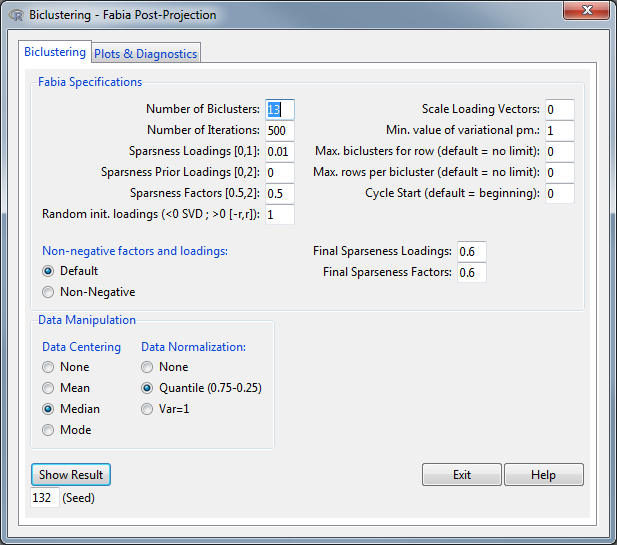 Biclustering - Fabia Post-Projection
Biclustering Plots & Diagnostics
Fabia Specifications
Number of Biclusters: 13 Scale Loading Vectors: 0
Number of Iterations: 500 Min. value of variational pm.: 1
Sparsness Loadings [0,1]: 0.01 Max. biclusters for row (default = no limit): 0
Sparsness Prior Loadings [0,2]: 0 Max. rows per bicluster (default = no limit): 0
Sparsness Factors [0.5,2]: 0.5 Cycle Start (default = beginning): 0
Random init. loadings (<0 SVD ; >0 [-r,r]): 1
Non-negative factors and loadings: Final Sparseness Loadings: 0.6
Default Final Sparseness Factors: 0.6
Non-Negative
Data Manipulation
Data Centering Data Normalization:
None None
Mean Quantile (0.75-0.25)
Median Var=1
Mode
Show Result Exit Help
132 (Seed)